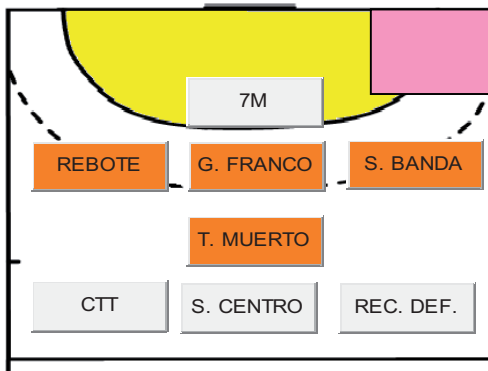 7M
REBOTE
G. FRANCO
S. BANDA
T. MUERTO
CTT
S. CENTRO
REC. DEF.